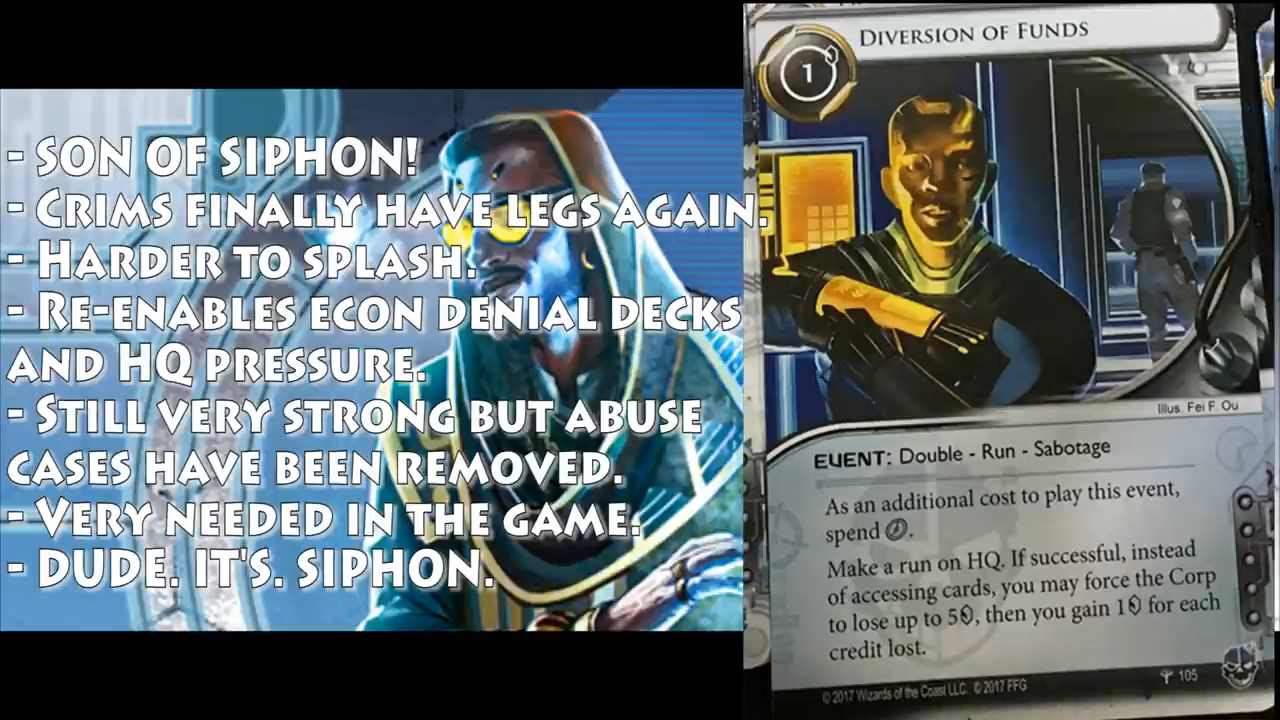 - SON OF SIPHON!
- CRIMS FINALLY HAVE LEGS AGAIN.
- HARDER TO SPLASH.
- RE-ENABLES ECON DENIAL DECKS
AND HQ PRESSURE.
- STILL VERY STRONG BUT ABUSE
CASES HAVE BEEN REMOVED.
- VERY NEEDED IN THE GAME.
- DUDE. IT'S. SIPHON.
DIVERSION OF FUNDS
1
Illus. Fei F. Ou
EVENT: Double - Run - Sabotage
As an additional cost to play this event,
spend .
Make a run on HQ. If successful, instead
of accessing cards, you may force the Corp
to lose up to 5, then you gain 1 for each
credit lost.
© 2017 Wizards of the Coast LLC. © 2017 FFG
105